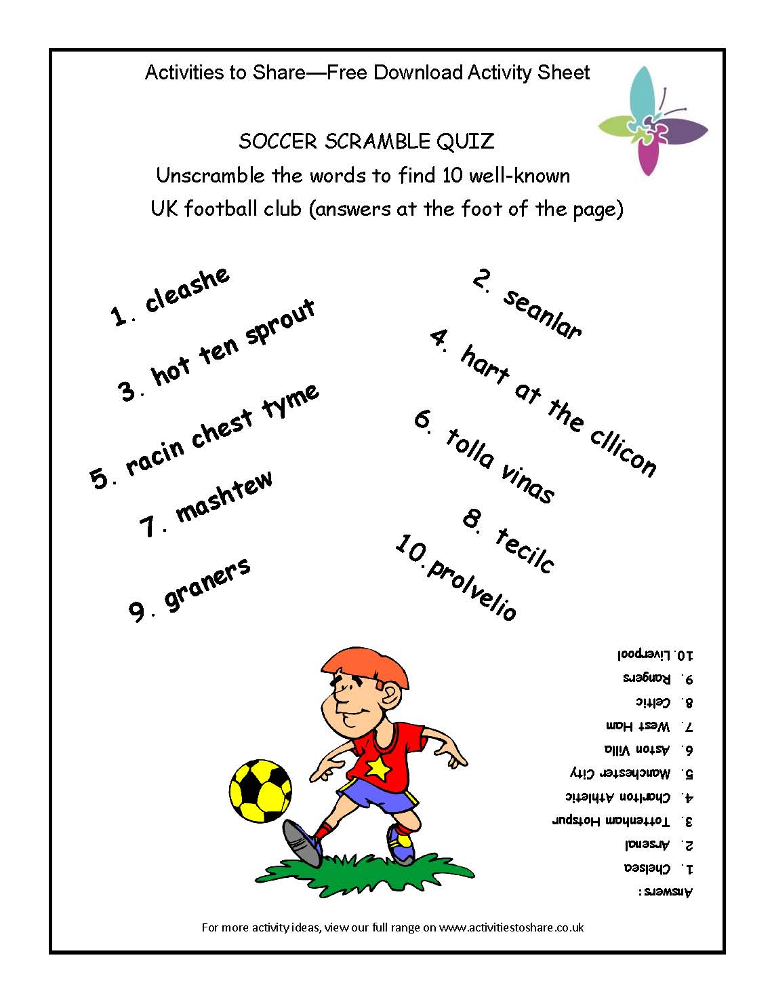 Activities to Share—Free Download Activity Sheet
SOCCER SCRAMBLE QUIZ
Unscramble the words to find 10 well-known
UK football club (answers at the foot of the page)
1. cleashe
2. seanlar
3. hot ten sprout
4. hart at the cllicon
5. racin chest tyme
6. tolla vinas
7. mashtew
8. tecilc
9. graners
10. prolvelio
Answers:
1. Chelsea
2. Arsenal
3. Tottenham Hotspur
4. Charlton Athletic
5. Manchester City
6. Aston Villa
7. West Ham
8. Celtic
9. Rangers
10. Liverpool
For more activity ideas, view our full range on www.activitiestoshare.co.uk